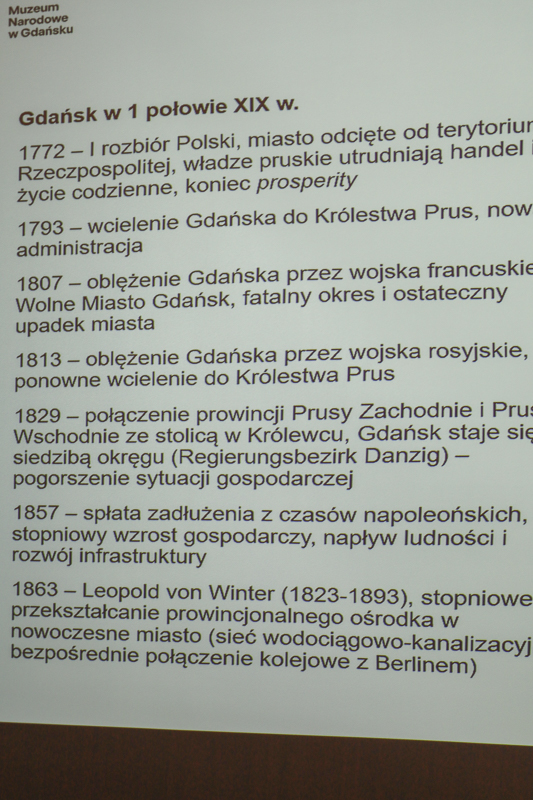 Muzeum
Narodowe
w Gdańsku
Gdańsk w 1 połowie XIX w.
1772 – I rozbiór Polski, miasto odcięte od terytorium
Rzeczpospolitej, władze pruskie utrudniają handel i
życie codzienne, koniec prosperity
1793 – wcielenie Gdańska do Królestwa Prus, now
administracja
1807 – oblężenie Gdańska przez wojska francuskie
Wolne Miasto Gdańsk, fatalny okres i ostateczny
upadek miasta
1813 – oblężenie Gdańska przez wojska rosyjskie,
ponowne wcielenie do Królestwa Prus
1829 – połączenie prowincji Prusy Zachodnie i Prus
Wschodnie ze stolicą w Królewcu, Gdańsk staje się
siedzibą okręgu (Regierungsbezirk Danzig) –
pogorszenie sytuacji gospodarczej
1857 – spłata zadłużenia z czasów napoleońskich,
stopniowy wzrost gospodarczy, napływ ludności i
rozwój infrastruktury
1863 – Leopold von Winter (1823-1893), stopniowe
przekształcanie prowincjonalnego ośrodka w
nowoczesne miasto (sieć wodociągowo-kanalizacyj
bezpośrednie połączenie kolejowe z Berlinem)